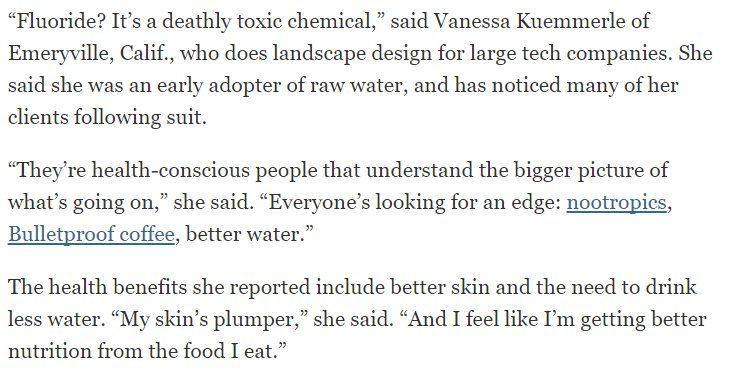 “Fluoride? It’s a deathly toxic chemical,” said Vanessa Kuemmerle of
Emeryville, Calif., who does landscape design for large tech companies. She
said she was an early adopter of raw water, and has noticed many of her
clients following suit.
“They’re health-conscious people that understand the bigger picture of
what’s going on,” she said. “Everyone’s looking for an edge: nootropics,
Bulletproof coffee, better water.”
The health benefits she reported include better skin and the need to drink
less water. “My skin’s plumper,” she said. “And I feel like I’m getting better
nutrition from the food I eat.”